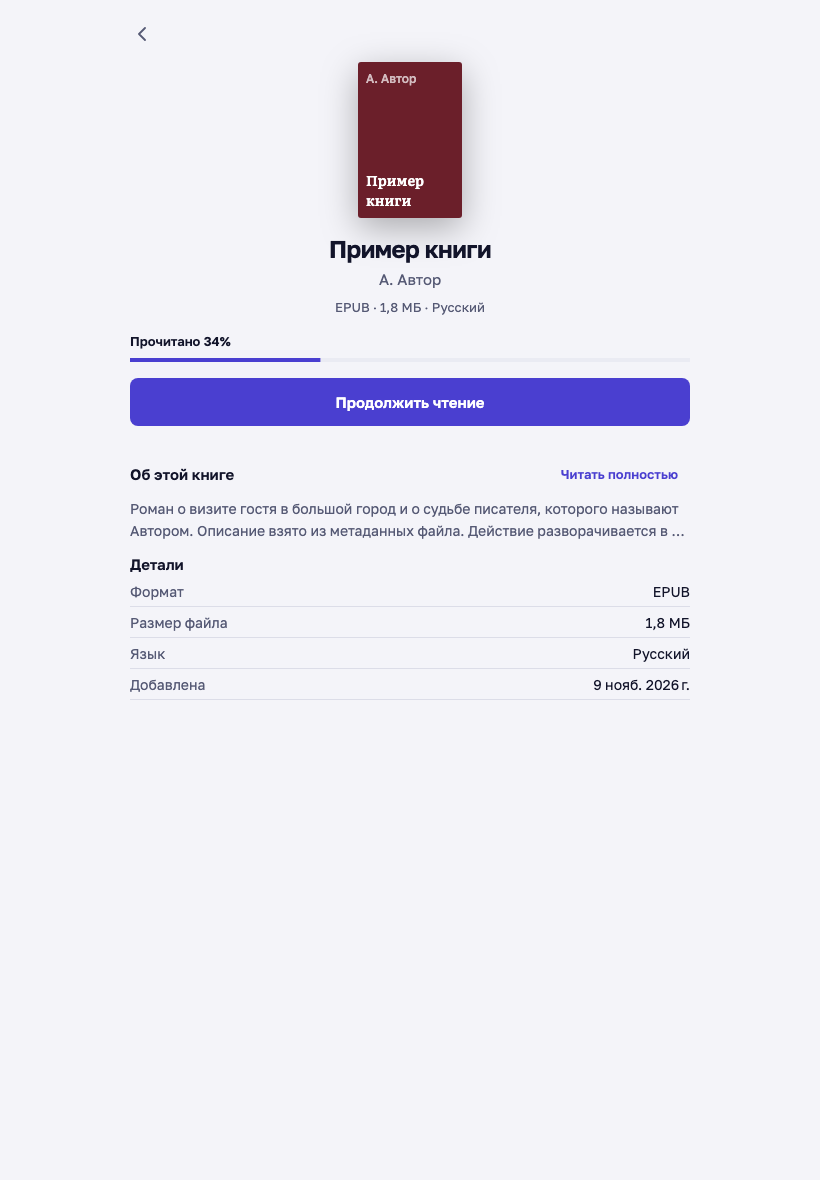 А. Автор
Пример
книги
Пример книги
А. Автор
EPUB · 1,8 МБ · Русский
Прочитано 34%
Продолжить чтение
Об этой книге
Читать полностью
Роман о визите гостя в большой город и о судьбе писателя, которого называют
Автором. Описание взято из метаданных файла. Действие разворачивается в ...
Детали
Формат EPUB
Размер файла 1,8 МБ
Язык Русский
Добавлена 9 нояб. 2026 г.